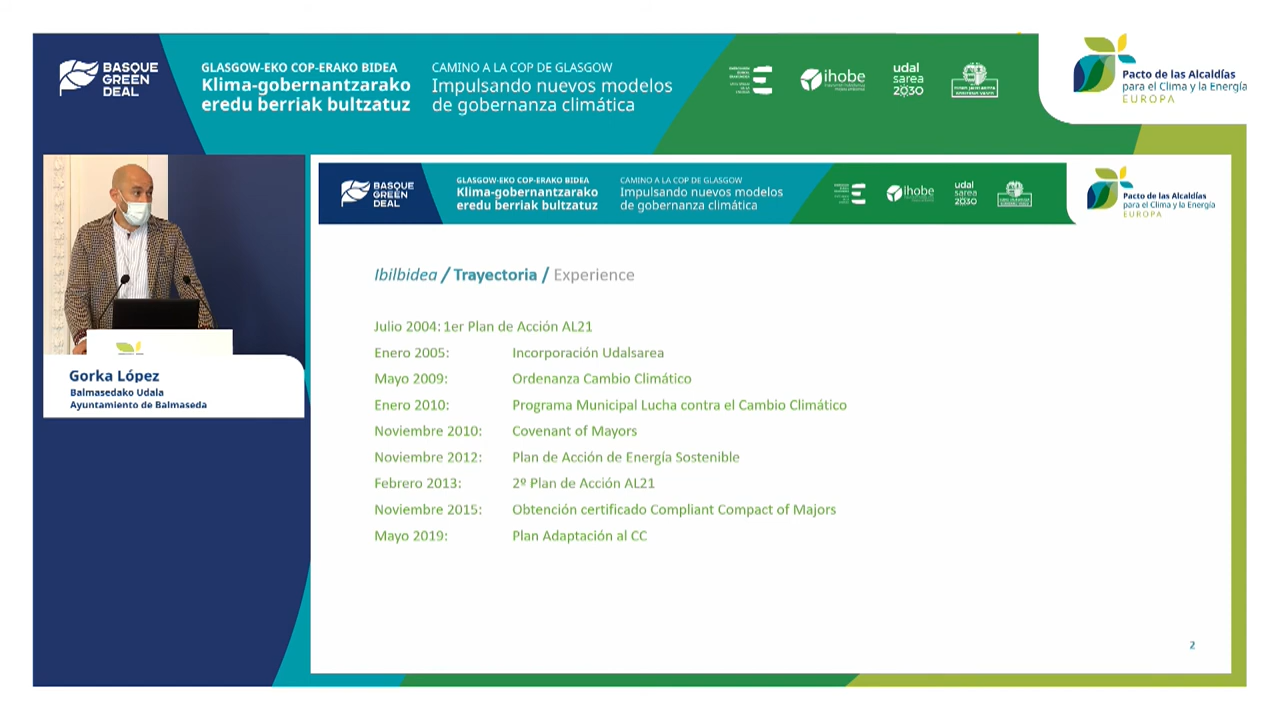 BASQUE
GREEN
DEAL
GLASGOW-EKO COP-ERAKO BIDEA
Klima-gobernantzarako
eredu berriak bultzatuz
CAMINO A LA COP DE GLASGOW
Impulsando nuevos modelos
de gobernanza climática
ihobe
udal
sarea
2030
Pacto de las Alcaldías
para el Clima y la Energía
EUROPA
BASQUE
GREEN
DEAL
GLASGOW-EKO COP-ERAKO BIDEA
Klima-gobernantzarako
eredu berriak bultzatuz
CAMINO A LA COP DE GLASGOW
Impulsando nuevos modelos
de gobernanza climática
ihobe
udal
sarea
2030
Pacto de las Alcaldías
para el Clima y la Energía
EUROPA
Ibilbidea / Trayectoria / Experience
Julio 2004: 1er Plan de Acción AL21
Enero 2005: Incorporación Udalsarea
Mayo 2009: Ordenanza Cambio Climático
Enero 2010: Programa Municipal Lucha contra el Cambio Climático
Noviembre 2010: Covenant of Mayors
Noviembre 2012: Plan de Acción de Energía Sostenible
Febrero 2013: 2º Plan de Acción AL21
Noviembre 2015: Obtención certificado Compliant Compact of Majors
Mayo 2019: Plan Adaptación al CC
2
Gorka López
Balmasedako Udala
Ayuntamiento de Balmaseda